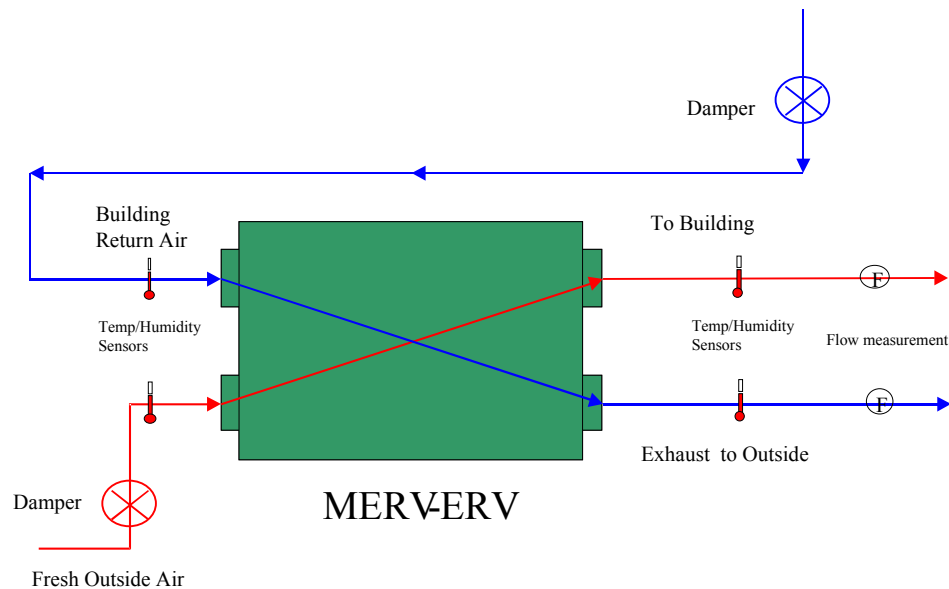 Damper
Building
Return Air
To Building
F
Temp/Humidity
Sensors
Temp/Humidity
Sensors
Flow measurement
F
Exhaust to Outside
Damper
MERV-ERV
Fresh Outside Air